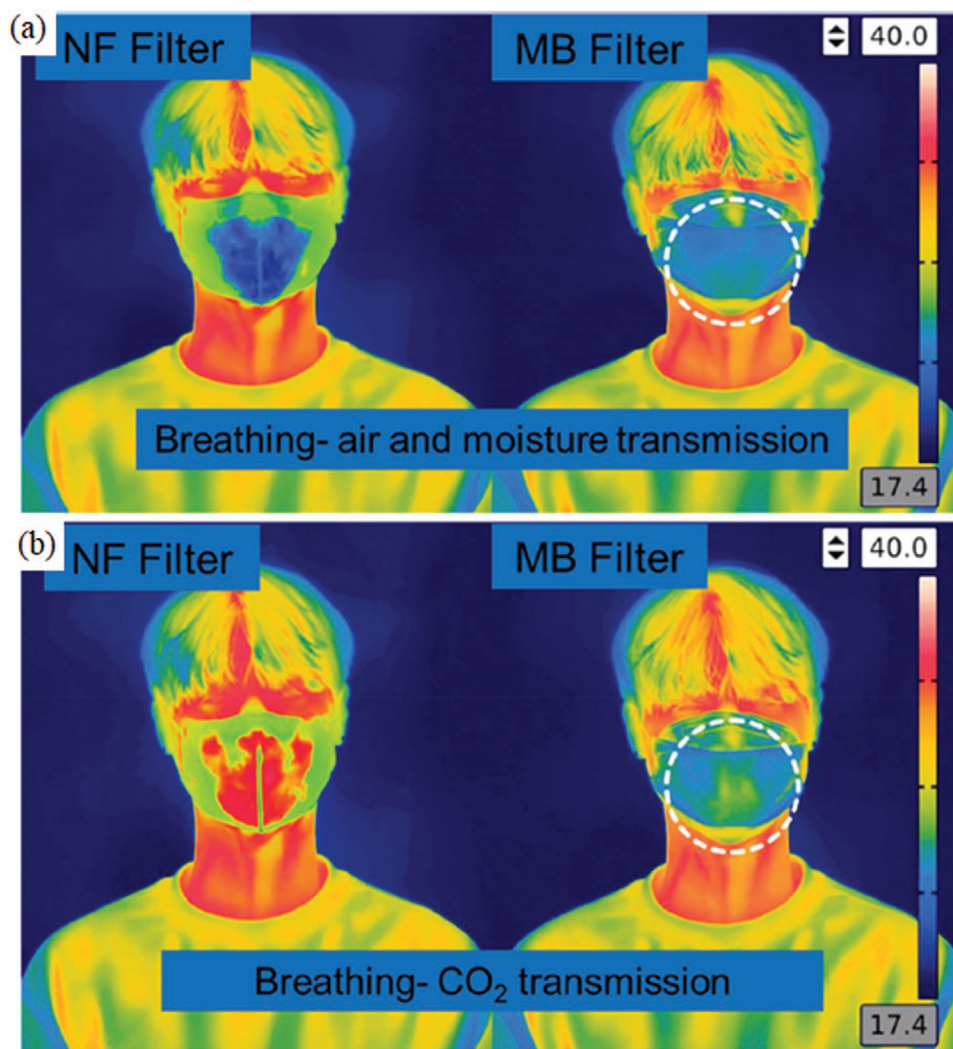 (a)
NF Filter
MB Filter
40.0
Breathing- air and moisture transmission
17.4
(b)
NF Filter
MB Filter
40.0
Breathing- CO₂ transmission
17.4